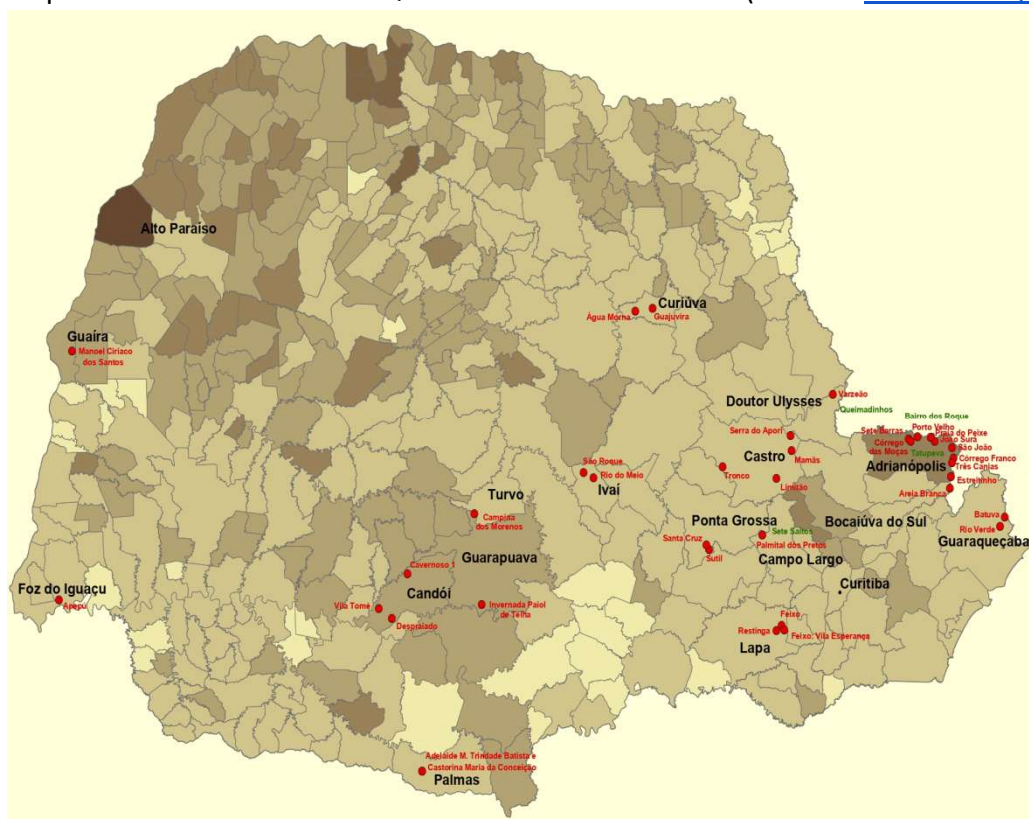 Alto Paraíso
Curiúva
Água Morna
Guajuvira
Guaíra
Manoel Ciriaco
dos Santos
Doutor Ulysses
Varzeão
Queimadinhos
Bairro dos Roque
Sete Barras
Porto Velho
Praia do Peixe
João Surá
São João
Córrego
das Moças
Tatupeva
Córrego Franco
Adrianópolis
Três Canjas
Estreitinho
Areia Branca
Serra do Apori
Castro
Mamãs
Tronco
Limitão
São Roque
Rio do Meio
Ivaí
Turvo
Campina
dos Morenos
Ponta Grossa
Sete Saltos
Santa Cruz
Palmital dos Pretos
Sutil
Campo Largo
Bocaiúva do Sul
Batuva
Rio Verde
Guaraqueçaba
Guarapuava
Cavernoso 1
Candói
Curitiba
Foz do Iguaçu
Apepu
Vila Tomé
Invernada Paiol
de Telha
Despraiado
Feixo
Restinga
Feixo: Vila Esperança
Lapa
Adelaide M. Trindade Batista e
Castorina Maria da Conceição
Palmas